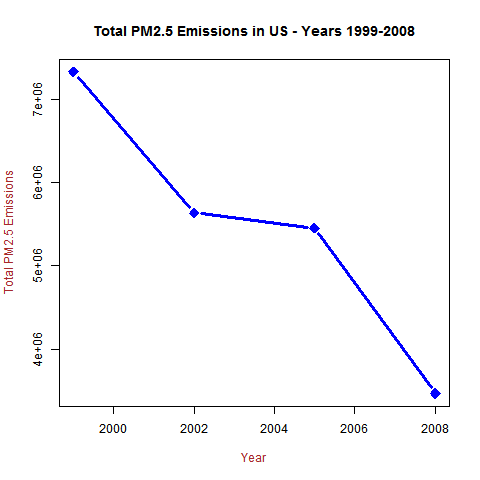 Total PM2.5 Emissions in US - Years 1999-2008
Total PM2.5 Emissions
7e+06
6e+06
5e+06
4e+06
2000 2002 2004 2006 2008
Year